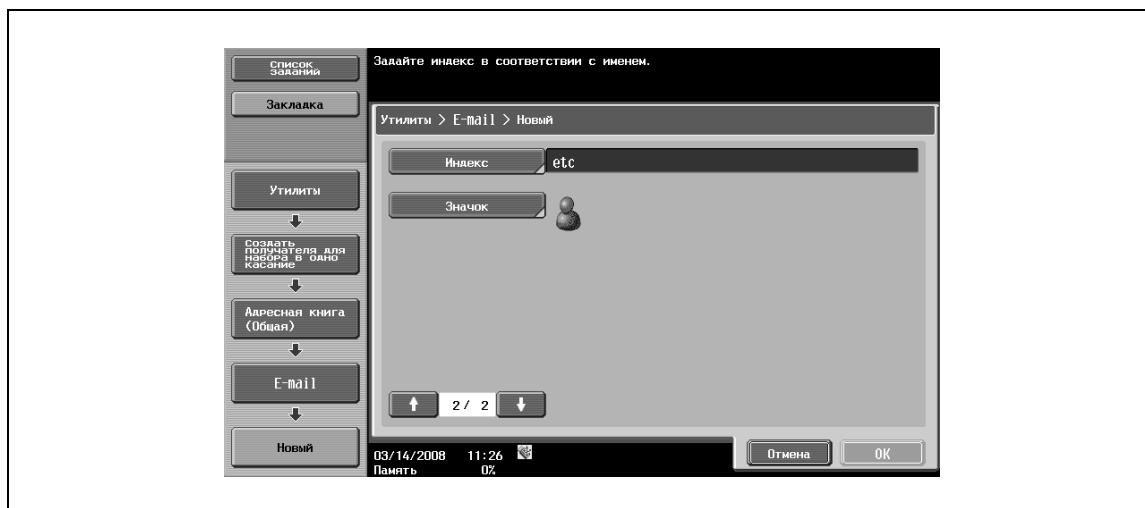 Список
заданий
Закладка
Задайте индекс в соответствии с именем.
Утилиты > E-mail > Новый
Индекс
etc
Значок
Утилиты
Создать
получателя для
набора в одно
касание
Адресная книга
(Общая)
E-mail
Новый
2/ 2
03/14/2008 11:26
Память 0%
Отмена
OK